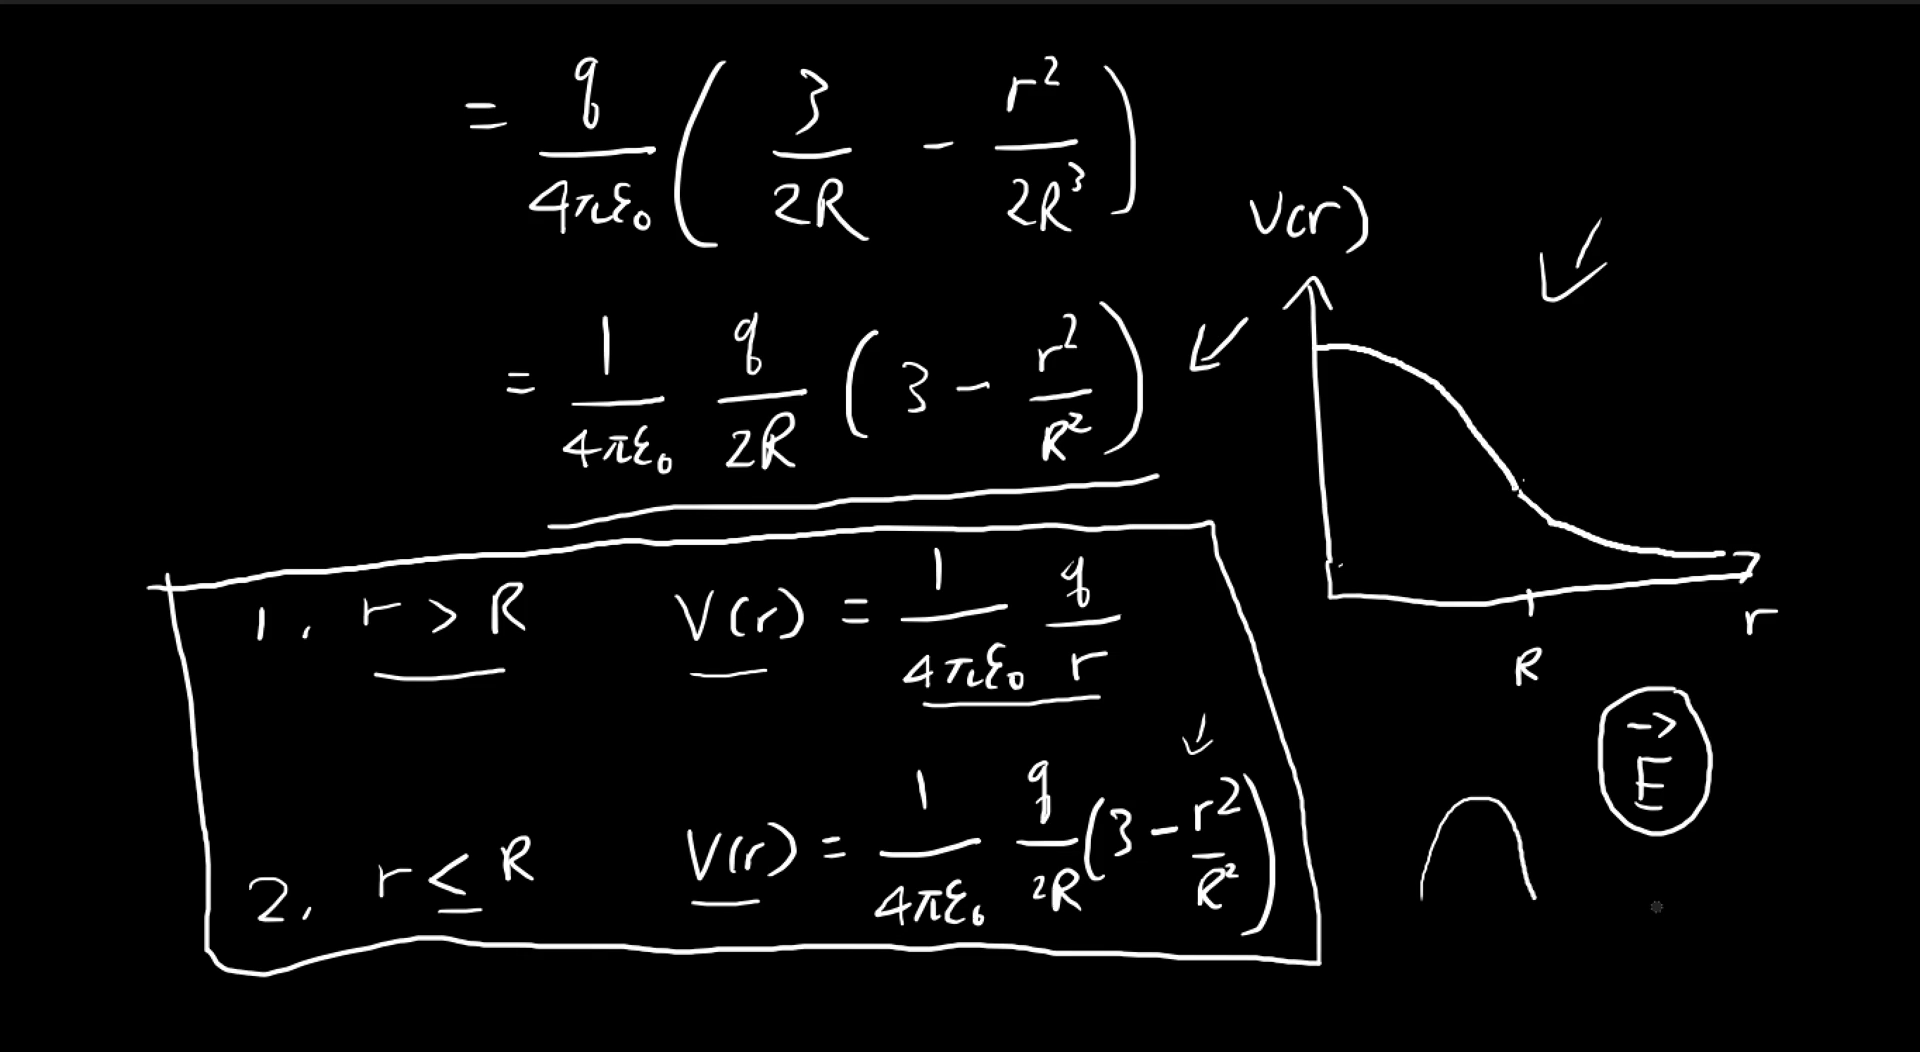 = q/4πε₀ ( 3/2R - r²/2R³ )
= 1/4πε₀ q/2R ( 3 - r²/R² )
V(r)
r
R
1. r > R V(r) = 1/4πε₀ q/r
2. r ≤ R V(r) = 1/4πε₀ q/2R ( 3 - r²/R² )
E⃗